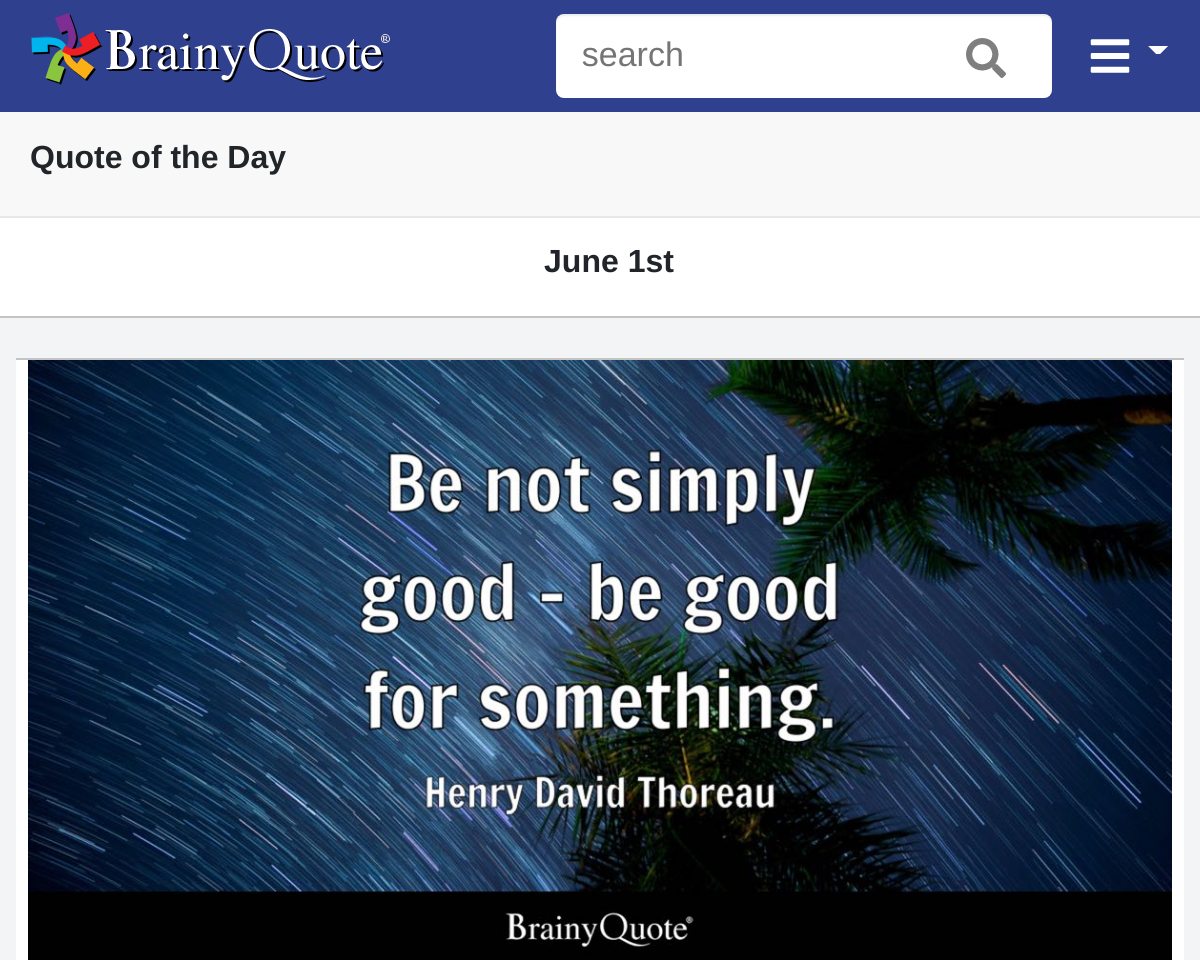 BrainyQuote®
search
Quote of the Day
June 1st
Be not simply
good - be good
for something.
Henry David Thoreau
BrainyQuote®